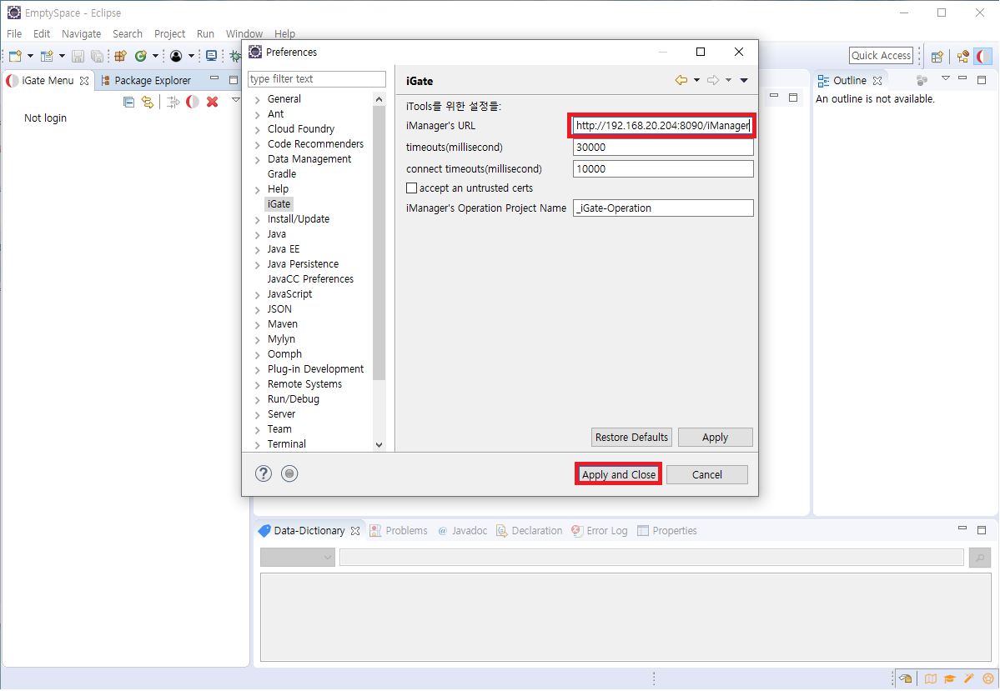 EmptySpace - Eclipse
File Edit Navigate Search Project Run Window Help
Quick Access
iGate Menu
Package Explorer
Not login
Preferences
type filter text
General
Ant
Cloud Foundry
Code Recommenders
Data Management
Gradle
Help
iGate
Install/Update
Java
Java EE
Java Persistence
JavaCC Preferences
JavaScript
JSON
Maven
Mylyn
Oomph
Plug-in Development
Remote Systems
Run/Debug
Server
Team
Terminal
iGate
iTools를 위한 설정들:
iManager's URL http://192.168.20.204:8090/iManager
timeouts(millisecond) 30000
connect timeouts(millisecond) 10000
accept an untrusted certs
iManager's Operation Project Name _iGate-Operation
Restore Defaults Apply
Apply and Close Cancel
Outline
An outline is not available.
Data-Dictionary Problems @ Javadoc Declaration Error Log Properties